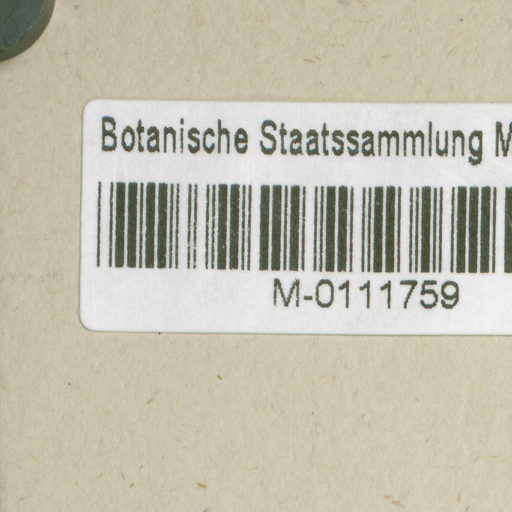 Botanische Staatssammlung M
M-0111759